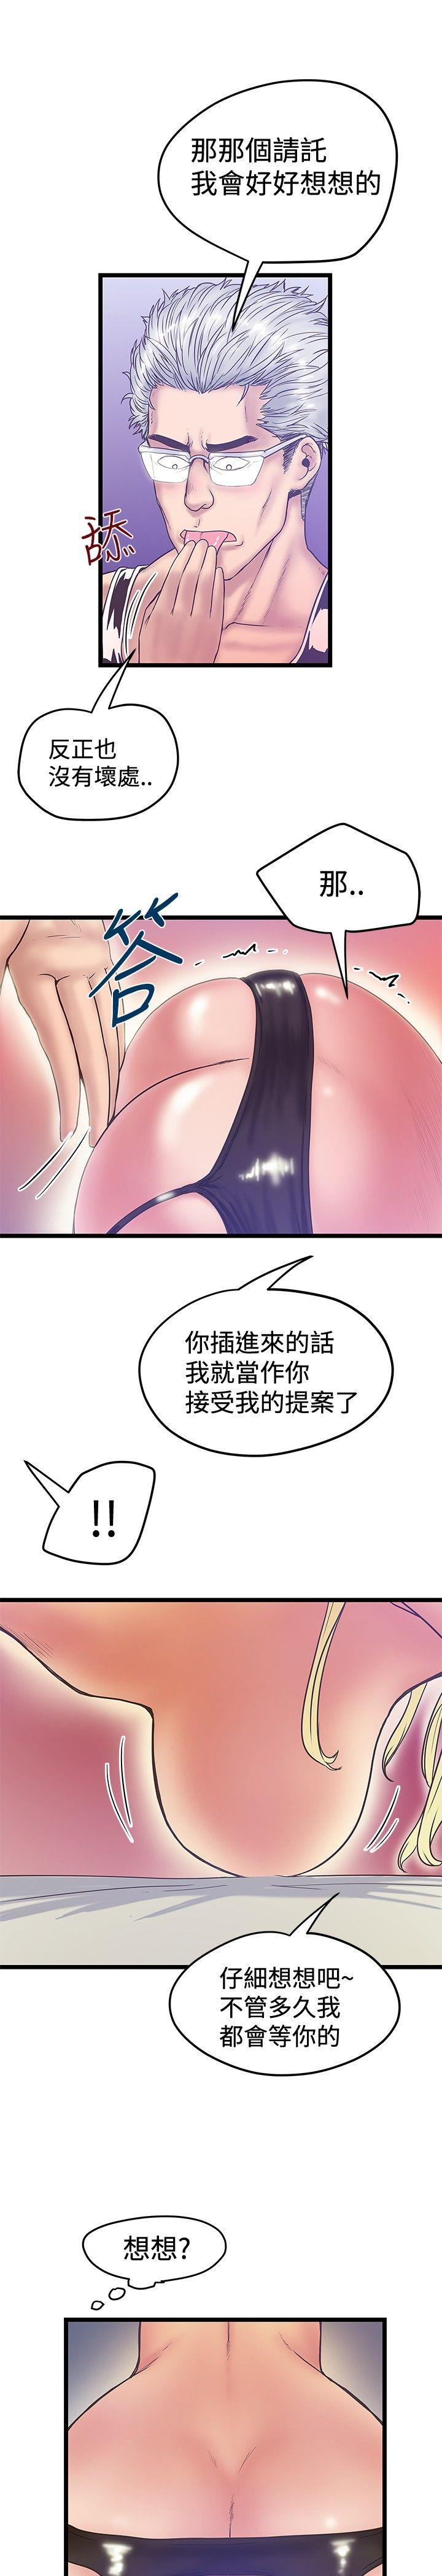 那那個請託
我會好好想想的
舔
反正也
沒有壞處..
那..
答
你插進來的話
我就當作你
接受我的提案了
!!
仔細想想吧~
不管多久我
都會等你的
想想?